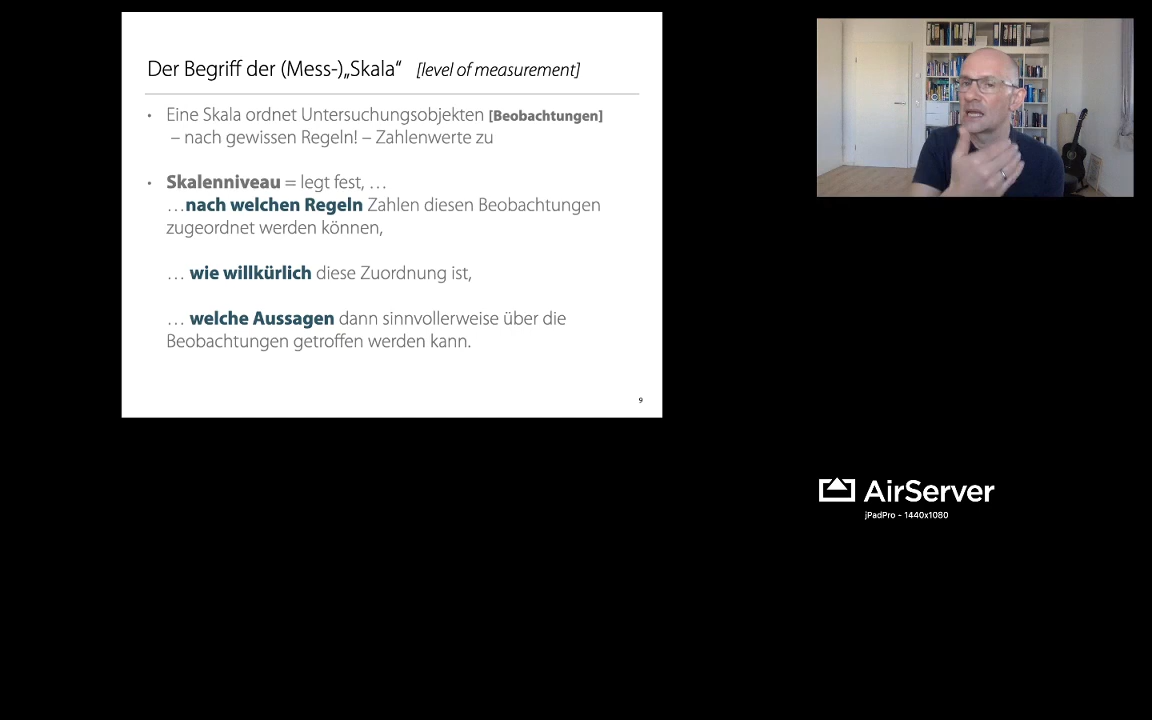 Der Begriff der (Mess-)„Skala“ [level of measurement]
• Eine Skala ordnet Untersuchungsobjekten [Beobachtungen]
– nach gewissen Regeln! – Zahlenwerte zu
• Skalenniveau = legt fest, …
…nach welchen Regeln Zahlen diesen Beobachtungen
zugeordnet werden können,
… wie willkürlich diese Zuordnung ist,
… welche Aussagen dann sinnvollerweise über die
Beobachtungen getroffen werden kann.
9
AirServer
jPadPro - 1440x1080